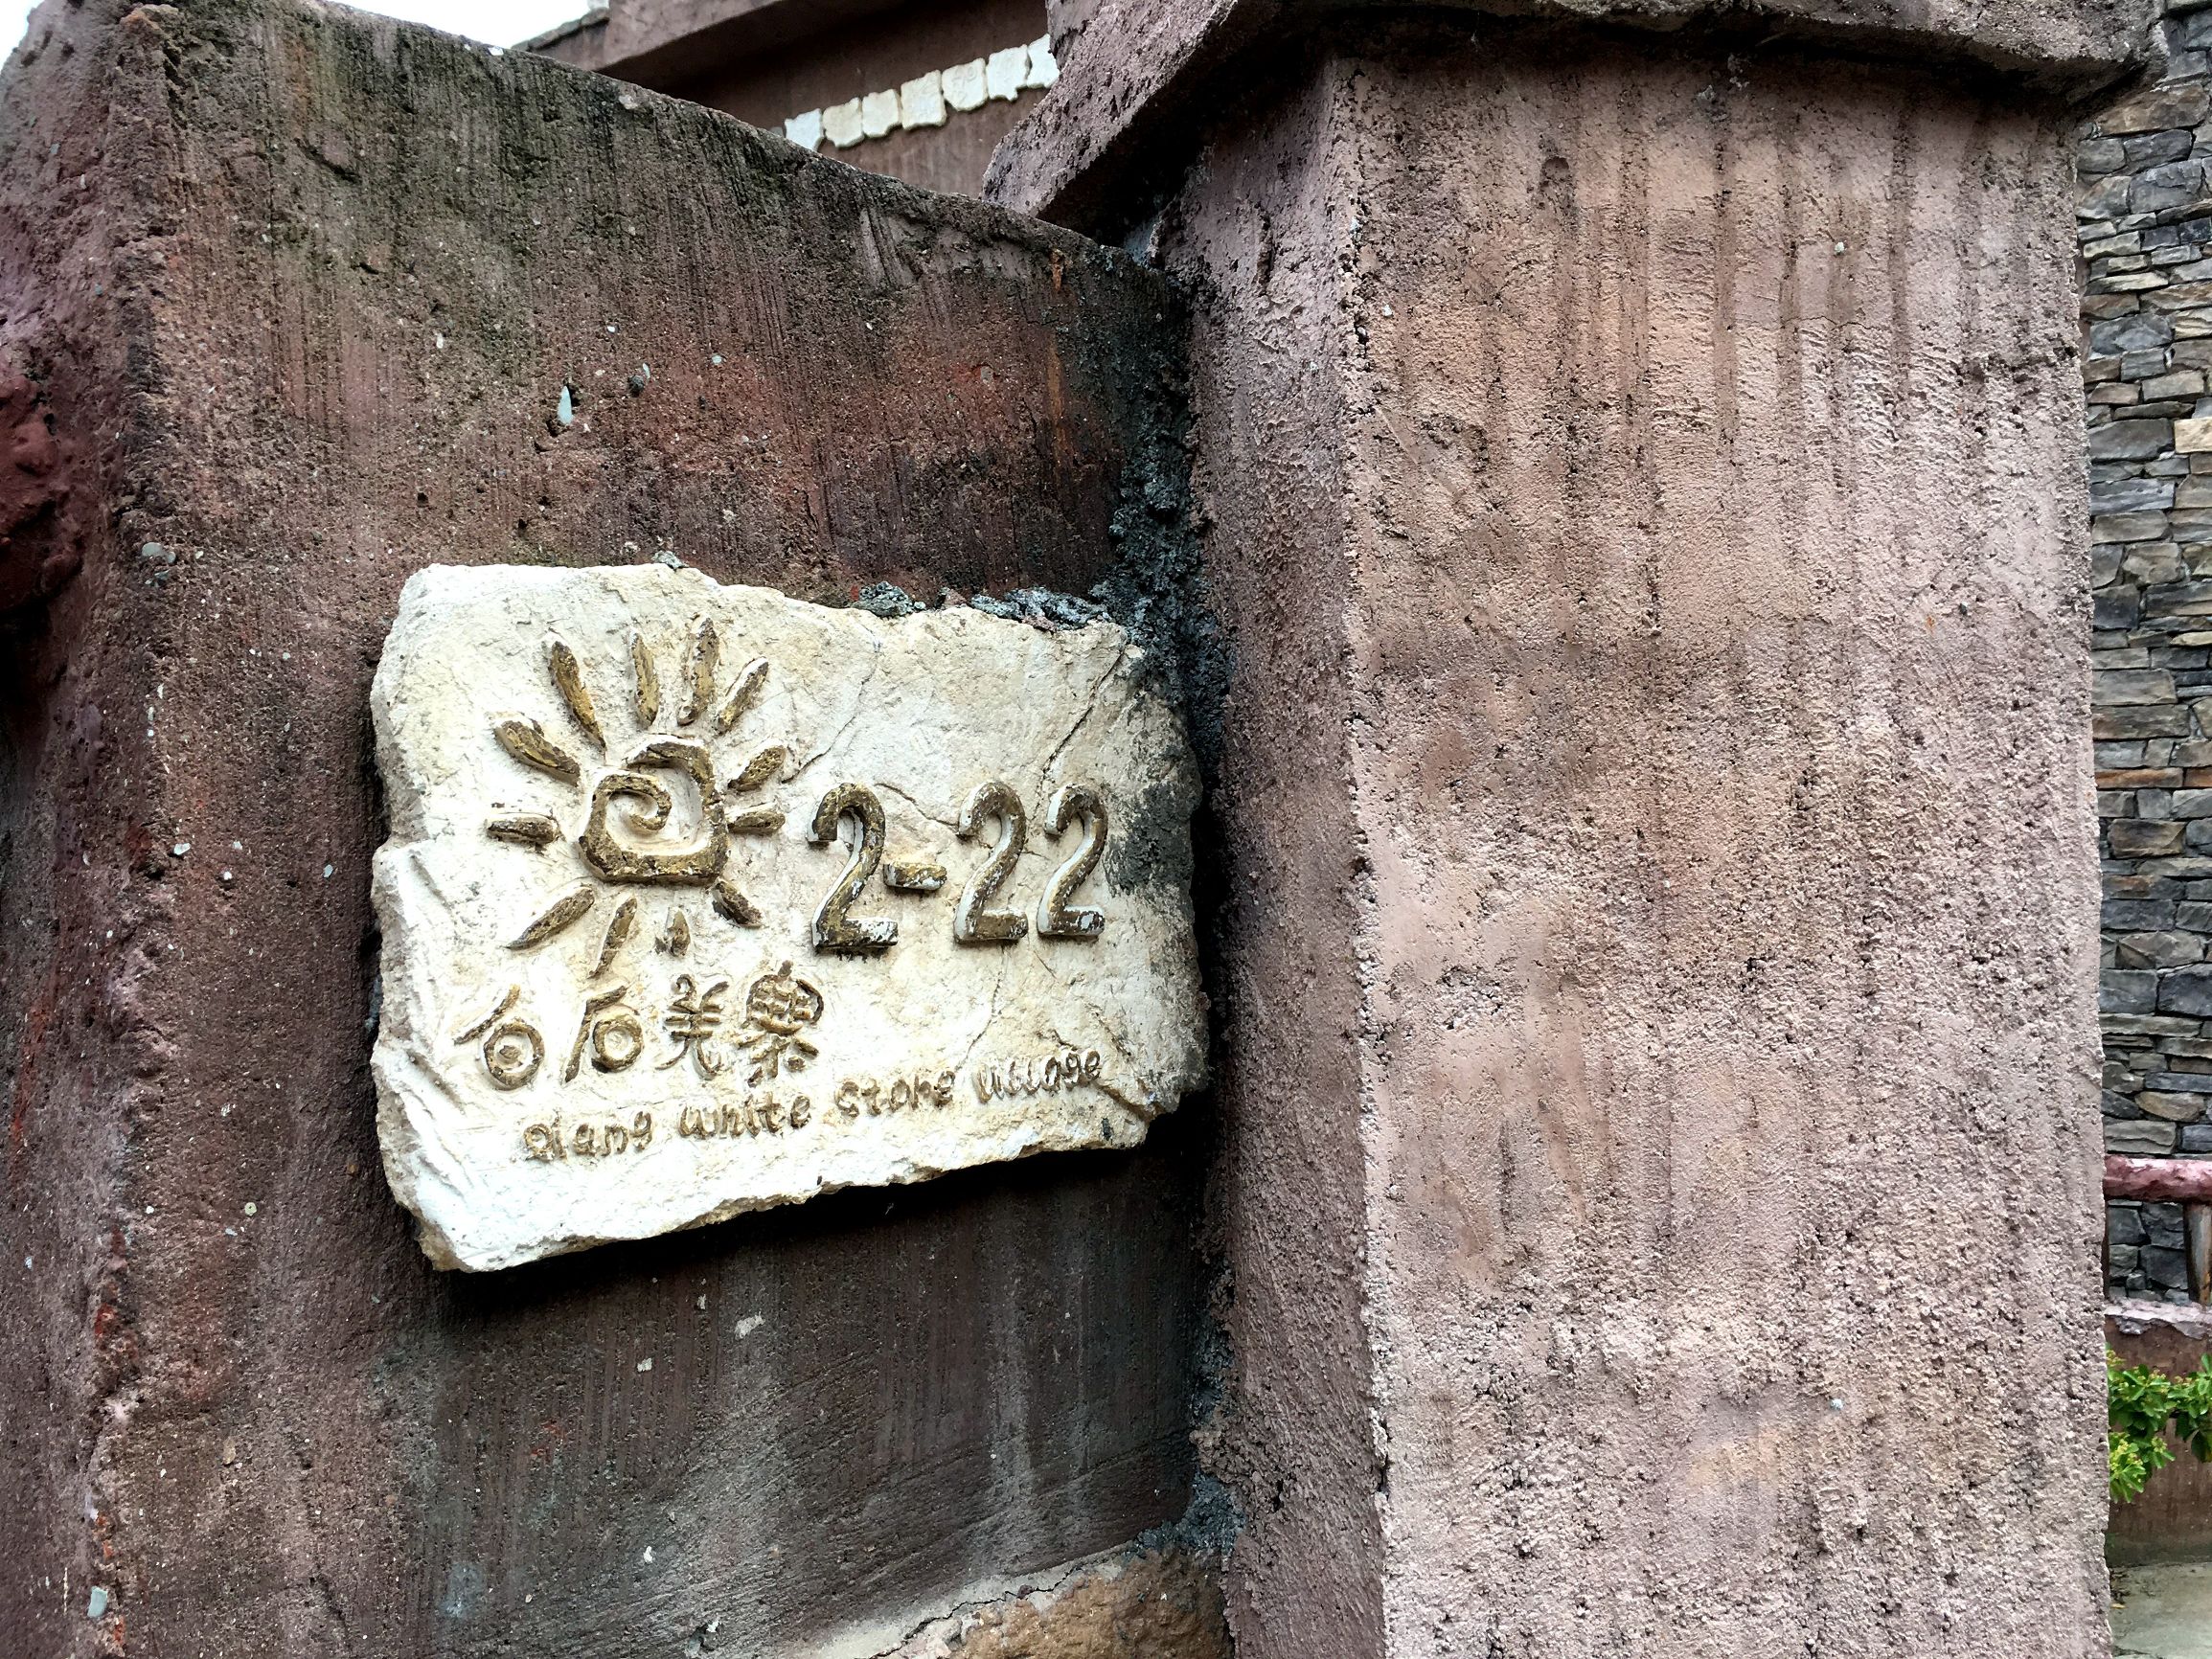 2-22
白石羌寨
Qiang white stone village